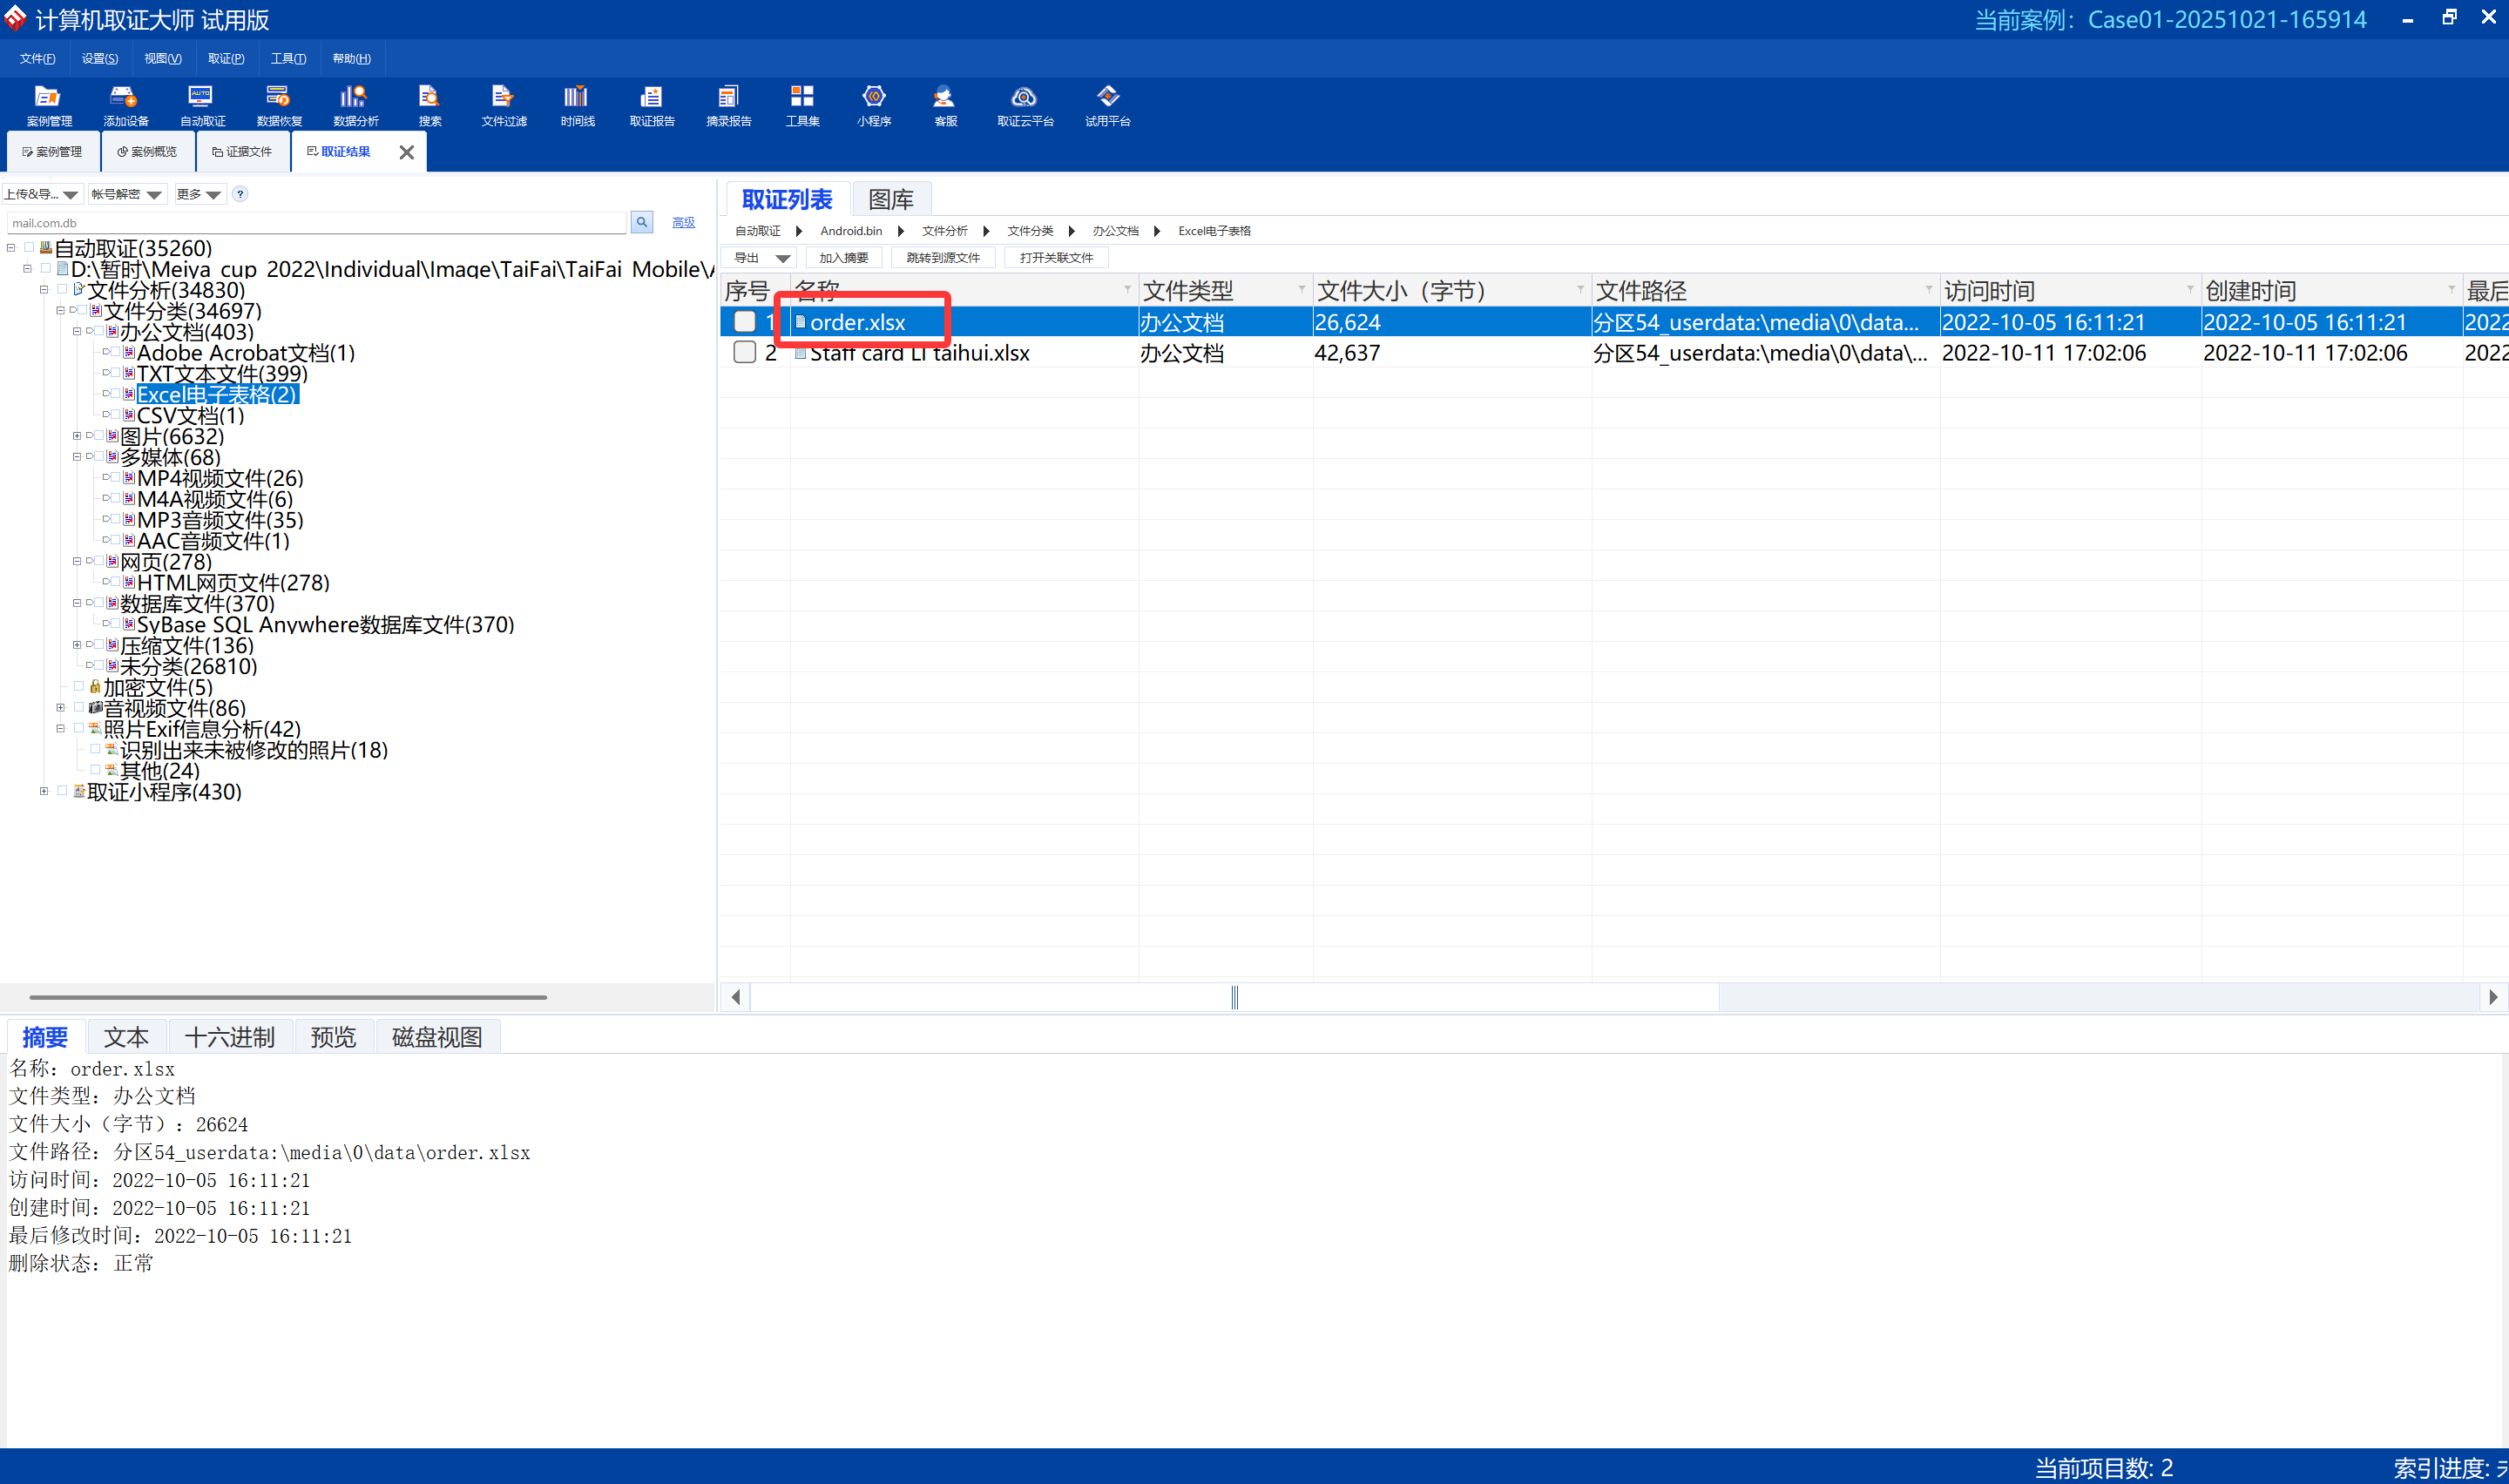 计算机取证大师 试用版
当前案例：Case01-20251021-165914
文件(F) 设置(S) 视图(V) 取证(P) 工具(T) 帮助(H)
案例管理 添加设备 自动取证 数据恢复 数据分析 搜索 文件过滤 时间线 取证报告 摘录报告 工具集 小程序 客服 取证云平台 试用平台
案例管理 案例概览 证据文件 取证结果
上传&导... 帐号解密 更多 ?
mail.com.db 高级
自动取证(35260)
D:\暂时\Meiya_cup_2022\Individual\Image\TaiFai\TaiFai_Mobile\
文件分析(34830)
文件分类(34697)
办公文档(403)
Adobe Acrobat文档(1)
TXT文本文件(399)
Excel电子表格(2)
CSV文档(1)
图片(6632)
多媒体(68)
MP4视频文件(26)
M4A视频文件(6)
MP3音频文件(35)
AAC音频文件(1)
网页(278)
HTML网页文件(278)
数据库文件(370)
SyBase SQL Anywhere数据库文件(370)
压缩文件(136)
未分类(26810)
加密文件(5)
音视频文件(86)
照片Exif信息分析(42)
识别出来未被修改的照片(18)
其他(24)
取证小程序(430)
取证列表 图库
自动取证 Android.bin 文件分析 文件分类 办公文档 Excel电子表格
导出 加入摘要 跳转到源文件 打开关联文件
序号 名称 文件类型 文件大小（字节） 文件路径 访问时间 创建时间 最后
1 order.xlsx 办公文档 26,624 分区54_userdata:\media\0\data... 2022-10-05 16:11:21 2022-10-05 16:11:21 2022
2 Staff card LI taihui.xlsx 办公文档 42,637 分区54_userdata:\media\0\data\... 2022-10-11 17:02:06 2022-10-11 17:02:06 2022
摘要 文本 十六进制 预览 磁盘视图
名称：order.xlsx
文件类型：办公文档
文件大小（字节）：26624
文件路径：分区54_userdata:\media\0\data\order.xlsx
访问时间：2022-10-05 16:11:21
创建时间：2022-10-05 16:11:21
最后修改时间：2022-10-05 16:11:21
删除状态：正常
当前项目数: 2 索引进度: